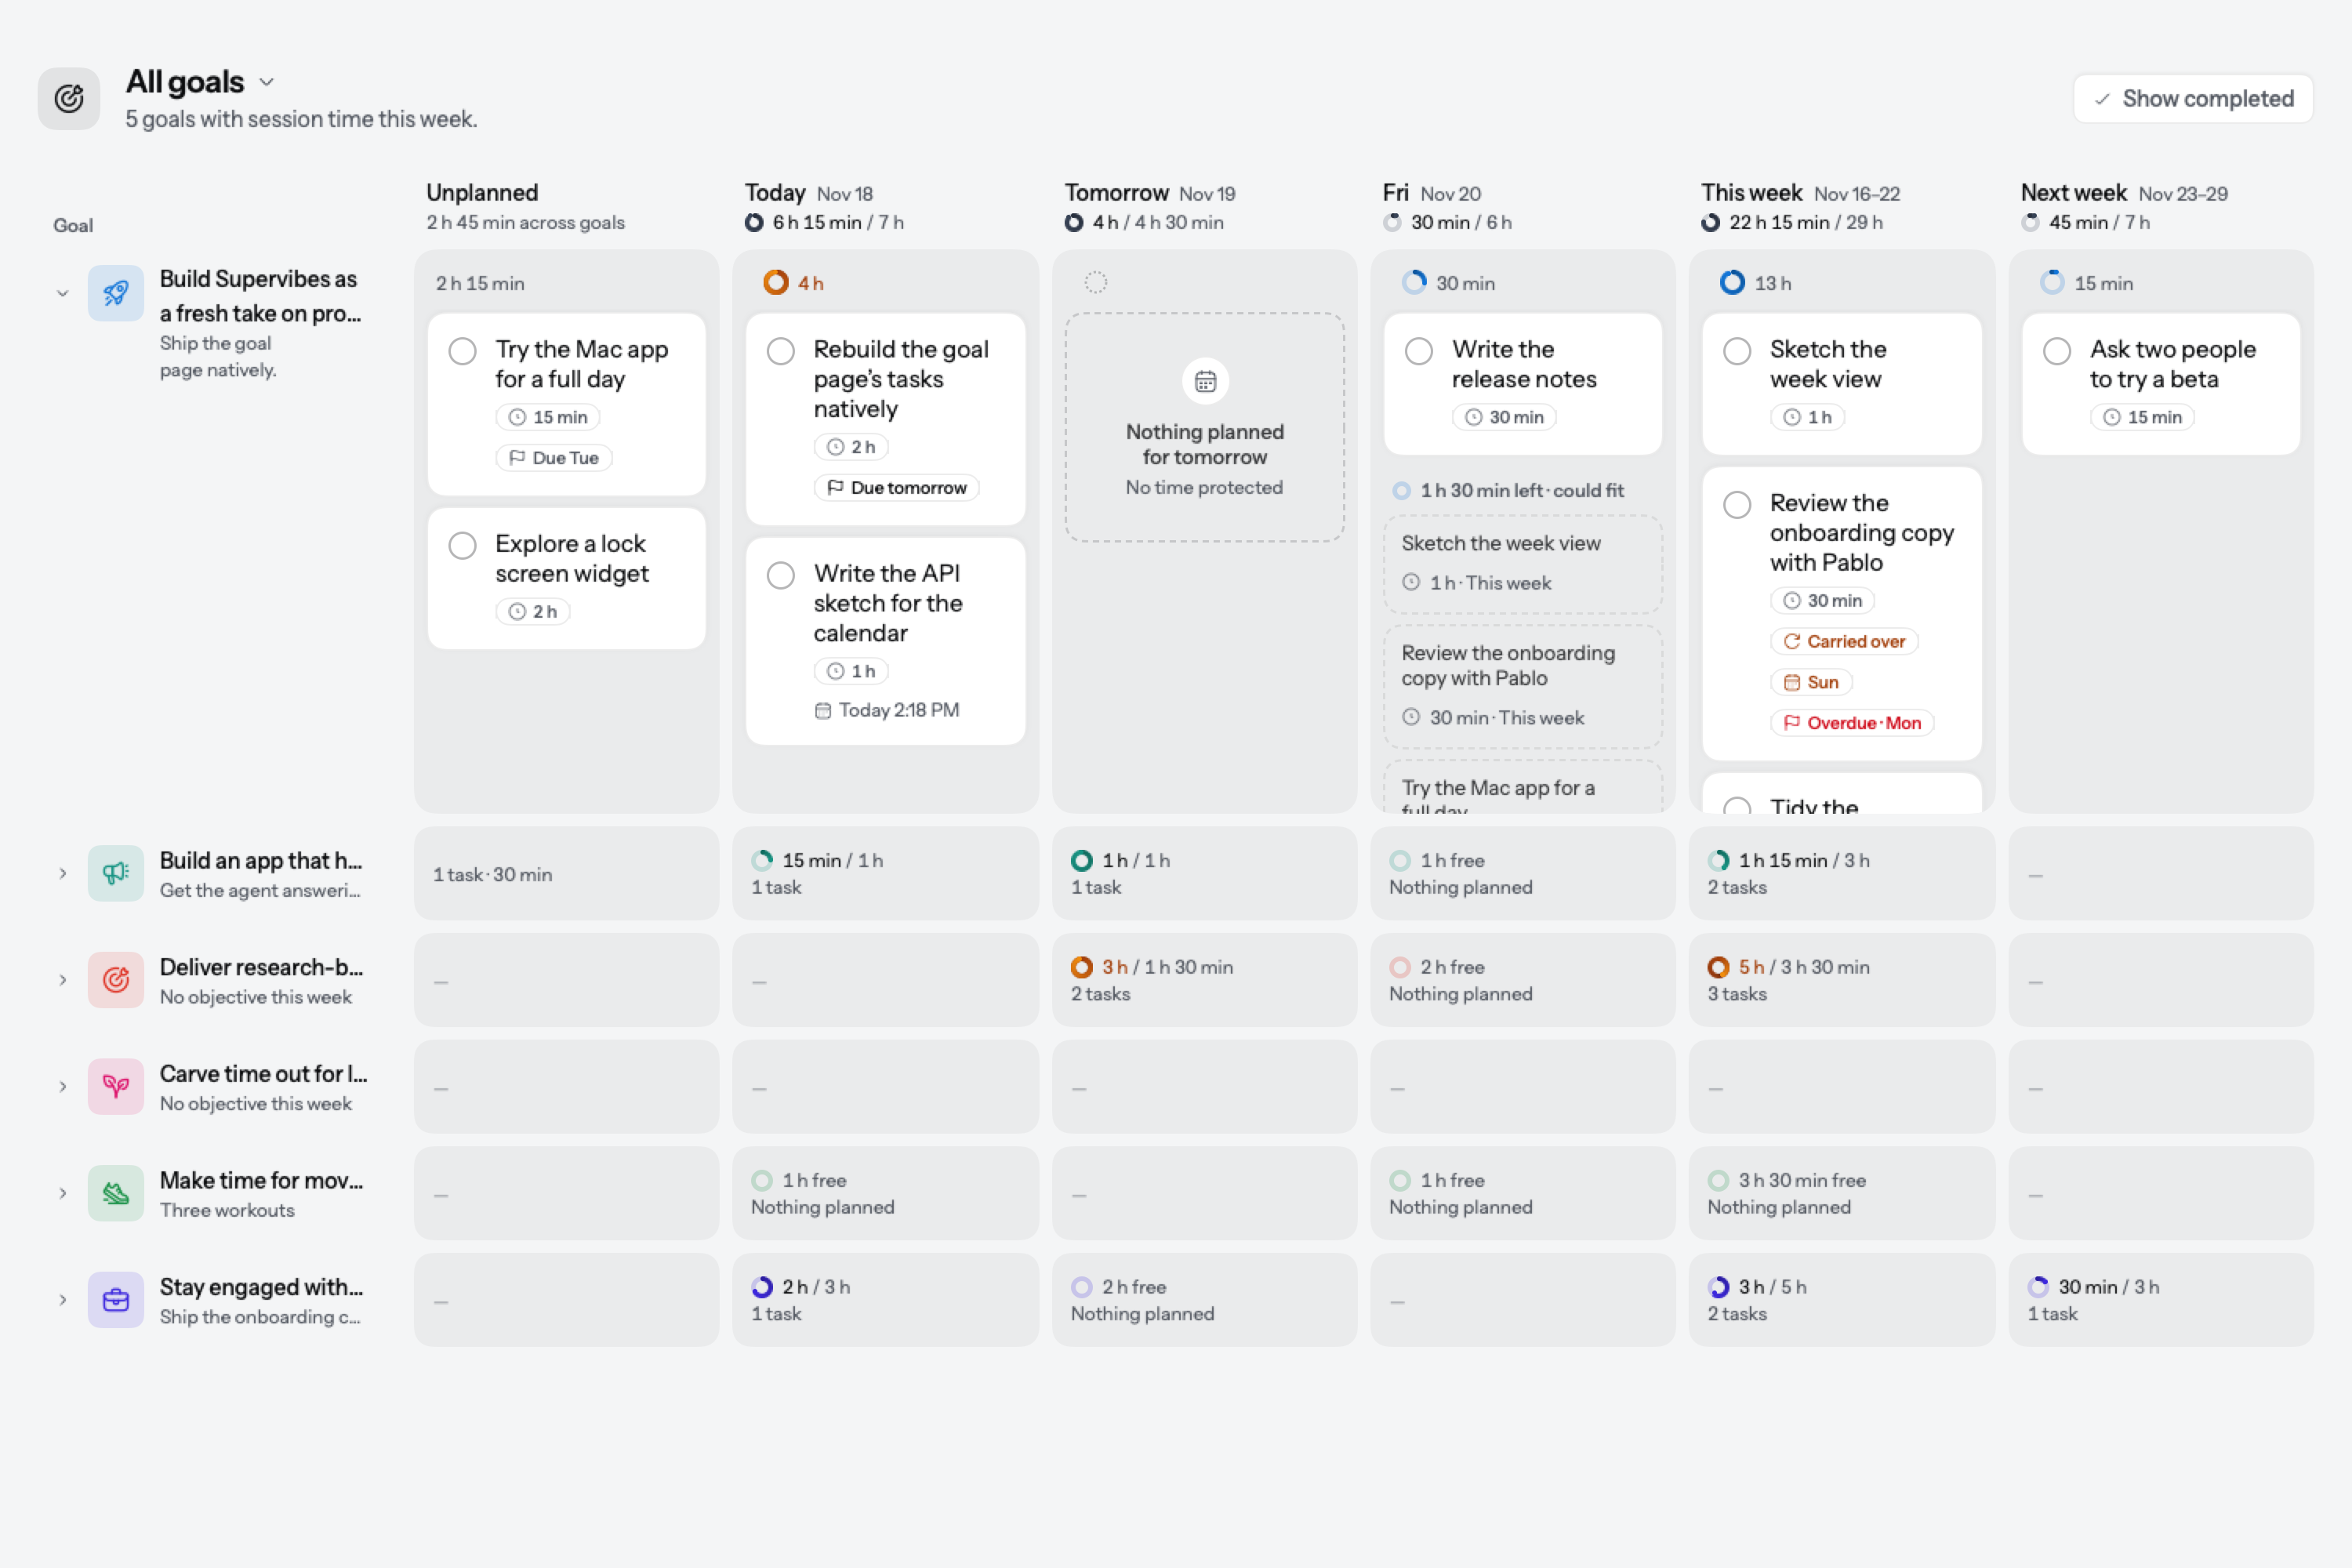 All goals
5 goals with session time this week.
Show completed
Goal
Unplanned
2 h 45 min across goals
Today Nov 18
6 h 15 min / 7 h
Tomorrow Nov 19
4 h / 4 h 30 min
Fri Nov 20
30 min / 6 h
This week Nov 16–22
22 h 15 min / 29 h
Next week Nov 23–29
45 min / 7 h
Build Supervibes as
a fresh take on pro...
Ship the goal
page natively.
2 h 15 min
Try the Mac app
for a full day
15 min
Due Tue
Explore a lock
screen widget
2 h
4 h
Rebuild the goal
page’s tasks
natively
2 h
Due tomorrow
Write the API
sketch for the
calendar
1 h
Today 2:18 PM
Nothing planned
for tomorrow
No time protected
30 min
Write the
release notes
30 min
1 h 30 min left · could fit
Sketch the week view
1 h · This week
Review the onboarding
copy with Pablo
30 min · This week
Try the Mac app for a
full day
13 h
Sketch the
week view
1 h
Review the
onboarding copy
with Pablo
30 min
Carried over
Sun
Overdue · Mon
Tidy the
15 min
Ask two people
to try a beta
15 min
Build an app that h...
Get the agent answeri...
1 task · 30 min
15 min / 1 h
1 task
1 h / 1 h
1 task
1 h free
Nothing planned
1 h 15 min / 3 h
2 tasks
–
Deliver research-b...
No objective this week
–
–
3 h / 1 h 30 min
2 tasks
2 h free
Nothing planned
5 h / 3 h 30 min
3 tasks
–
Carve time out for l...
No objective this week
–
–
–
–
–
–
Make time for mov...
Three workouts
–
1 h free
Nothing planned
–
1 h free
Nothing planned
3 h 30 min free
Nothing planned
–
Stay engaged with...
Ship the onboarding c...
–
2 h / 3 h
1 task
2 h free
Nothing planned
–
3 h / 5 h
2 tasks
30 min / 3 h
1 task